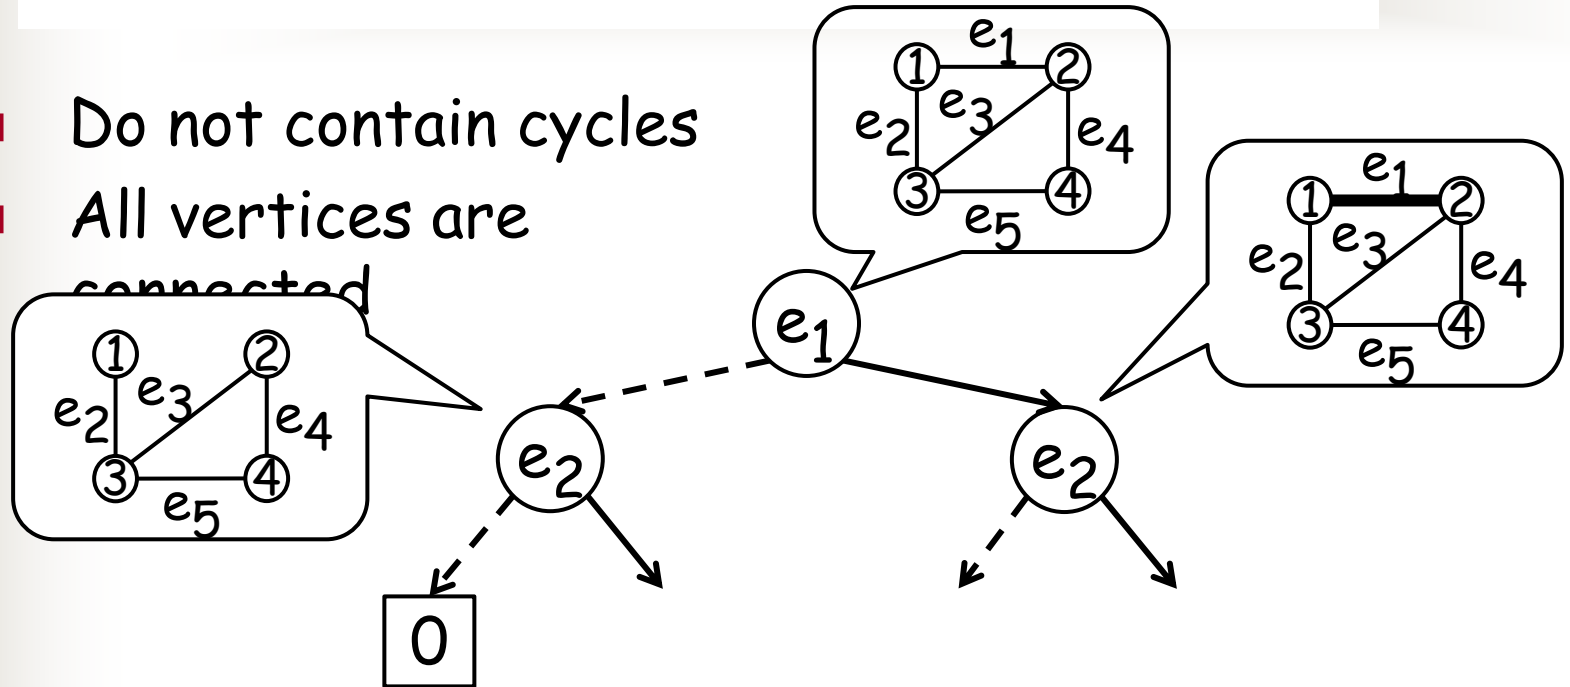 Do not contain cycles
All vertices are
connected
e1
1 2
e2 e3 e4
3 4
e5
e1
1 2
e2 e3 e4
3 4
e5
1 2
e2 e3 e4
3 4
e5
e1
e2 e2
0